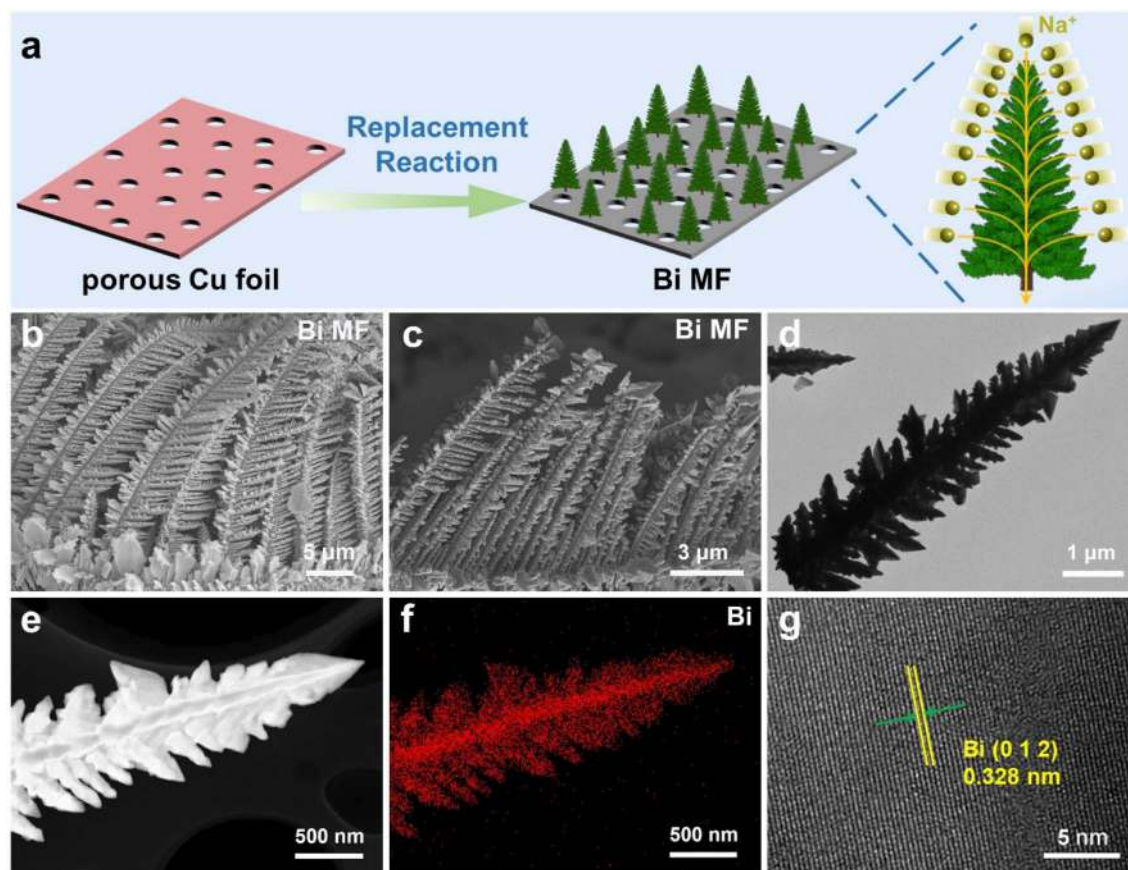 a
Na⁺
Replacement
Reaction
porous Cu foil
Bi MF
b
Bi MF
5 μm
c
Bi MF
3 μm
d
1 μm
e
500 nm
f
Bi
500 nm
g
Bi (0 1 2)
0.328 nm
5 nm